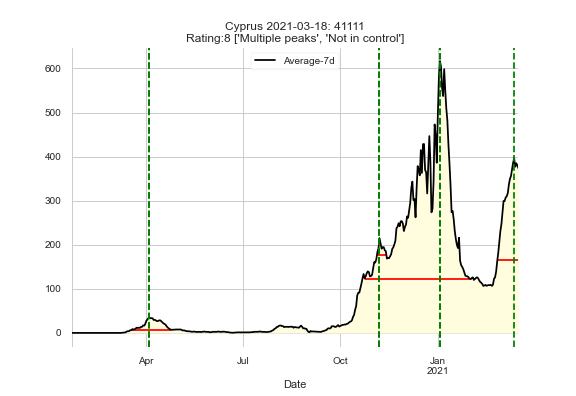 Cyprus 2021-03-18: 41111
Rating:8 ['Multiple peaks', 'Not in control']
Average-7d
600
500
400
300
200
100
0
Apr
Jul
Oct
Jan
2021
Date